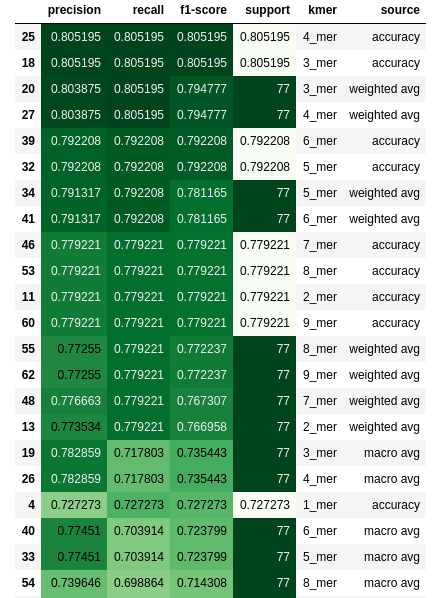 precision recall f1-score support kmer source
25 0.805195 0.805195 0.805195 0.805195 4_mer accuracy
18 0.805195 0.805195 0.805195 0.805195 3_mer accuracy
20 0.803875 0.805195 0.794777 77 3_mer weighted avg
27 0.803875 0.805195 0.794777 77 4_mer weighted avg
39 0.792208 0.792208 0.792208 0.792208 6_mer accuracy
32 0.792208 0.792208 0.792208 0.792208 5_mer accuracy
34 0.791317 0.792208 0.781165 77 5_mer weighted avg
41 0.791317 0.792208 0.781165 77 6_mer weighted avg
46 0.779221 0.779221 0.779221 0.779221 7_mer accuracy
53 0.779221 0.779221 0.779221 0.779221 8_mer accuracy
11 0.779221 0.779221 0.779221 0.779221 2_mer accuracy
60 0.779221 0.779221 0.779221 0.779221 9_mer accuracy
55 0.77255 0.779221 0.772237 77 8_mer weighted avg
62 0.77255 0.779221 0.772237 77 9_mer weighted avg
48 0.776663 0.779221 0.767307 77 7_mer weighted avg
13 0.773534 0.779221 0.766958 77 2_mer weighted avg
19 0.782859 0.717803 0.735443 77 3_mer macro avg
26 0.782859 0.717803 0.735443 77 4_mer macro avg
4 0.727273 0.727273 0.727273 0.727273 1_mer accuracy
40 0.77451 0.703914 0.723799 77 6_mer macro avg
33 0.77451 0.703914 0.723799 77 5_mer macro avg
54 0.739646 0.698864 0.714308 77 8_mer macro avg